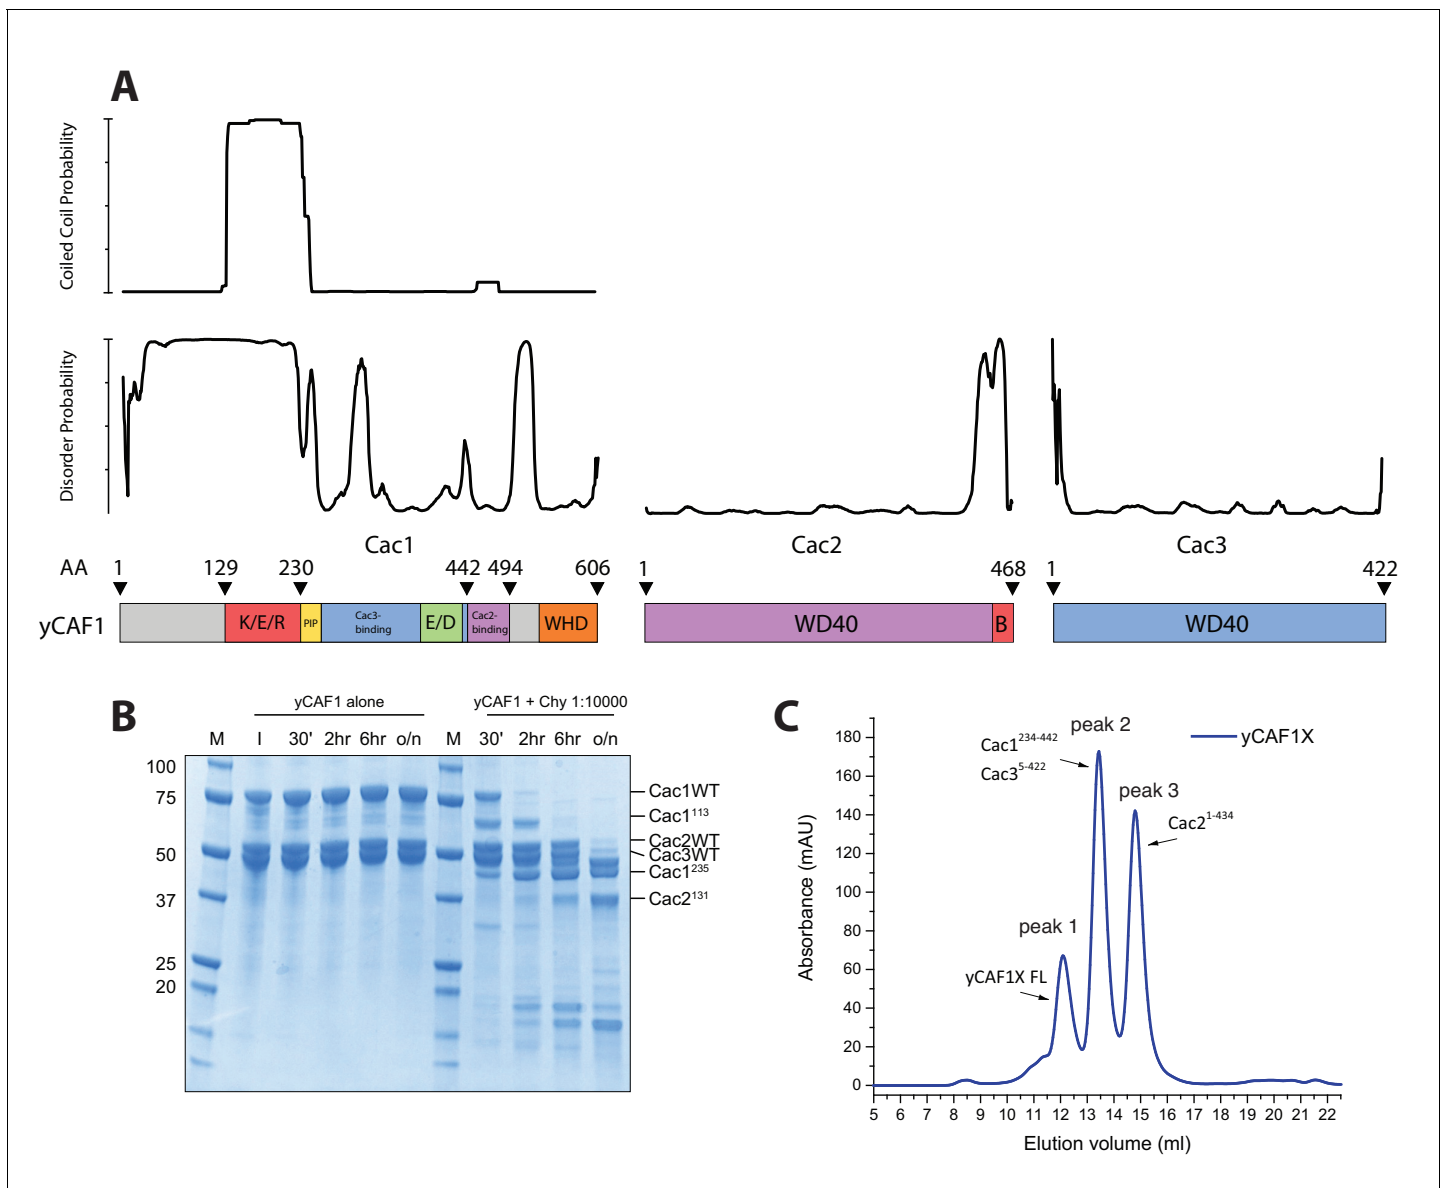 A
Coiled Coil Probability
Disorder Probability
Cac1 Cac2 Cac3
AA 1 129 230 442 494 606 1 468 1 422
yCAF1 K/E/R PIP Cac3-binding E/D Cac2-binding WHD WD40 B WD40
B
yCAF1 alone yCAF1 + Chy 1:10000
M I 30' 2hr 6hr o/n M 30' 2hr 6hr o/n
100
75
50
37
25
20
Cac1WT
Cac1¹¹³
Cac2WT
Cac3WT
Cac1²³⁵
Cac2¹³¹
C
yCAF1X
peak 2
Cac1²³⁴⁻⁴⁴²
Cac3⁵⁻⁴²²
peak 3
Cac2¹⁻⁴³⁴
peak 1
yCAF1X FL
Absorbance (mAU)
180
160
140
120
100
80
60
40
20
0
5 6 7 8 9 10 11 12 13 14 15 16 17 18 19 20 21 22
Elution volume (ml)